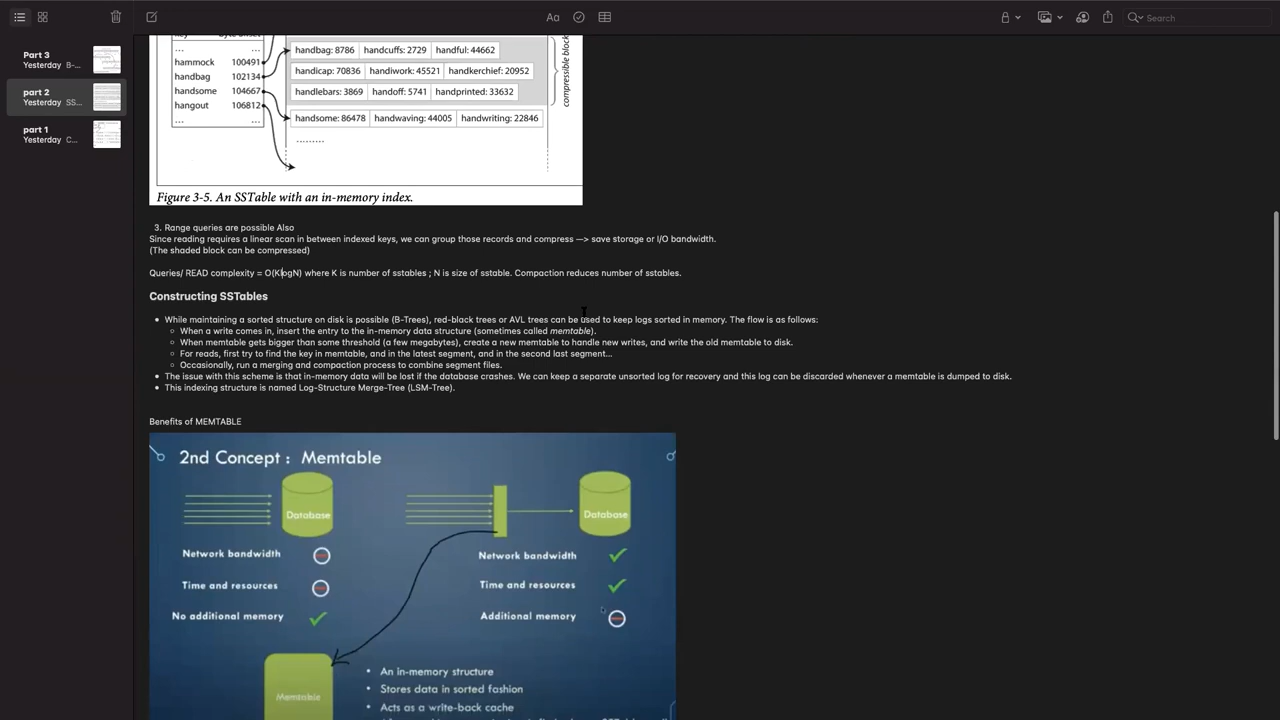 Search
Part 3
Yesterday B-...
part 2
Yesterday SS...
part 1
Yesterday C...
... ...
hammock 100491
handbag 102134
handsome 104667
hangout 106812
... ...
handbag: 8786 handcuffs: 2729 handful: 44662
handicap: 70836 handiwork: 45521 handkerchief: 20952
handlebars: 3869 handoff: 5741 handprinted: 33632
handsome: 86478 handwaving: 44005 handwriting: 22846
.........
compressible block
Figure 3-5. An SSTable with an in-memory index.
3. Range queries are possible Also
Since reading requires a linear scan in between indexed keys, we can group those records and compress —> save storage or I/O bandwidth.
(The shaded block can be compressed)
Queries/ READ complexity = O(KlogN) where K is number of sstables ; N is size of sstable. Compaction reduces number of sstables.
Constructing SSTables
• While maintaining a sorted structure on disk is possible (B-Trees), red-black trees or AVL trees can be used to keep logs sorted in memory. The flow is as follows:
◦ When a write comes in, insert the entry to the in-memory data structure (sometimes called memtable).
◦ When memtable gets bigger than some threshold (a few megabytes), create a new memtable to handle new writes, and write the old memtable to disk.
◦ For reads, first try to find the key in memtable, and in the latest segment, and in the second last segment...
◦ Occasionally, run a merging and compaction process to combine segment files.
• The issue with this scheme is that in-memory data will be lost if the database crashes. We can keep a separate unsorted log for recovery and this log can be discarded whenever a memtable is dumped to disk.
• This indexing structure is named Log-Structure Merge-Tree (LSM-Tree).
Benefits of MEMTABLE
2nd Concept : Memtable
Database
Database
Network bandwidth
Time and resources
No additional memory
Network bandwidth
Time and resources
Additional memory
Memtable
• An in-memory structure
• Stores data in sorted fashion
• Acts as a write-back cache